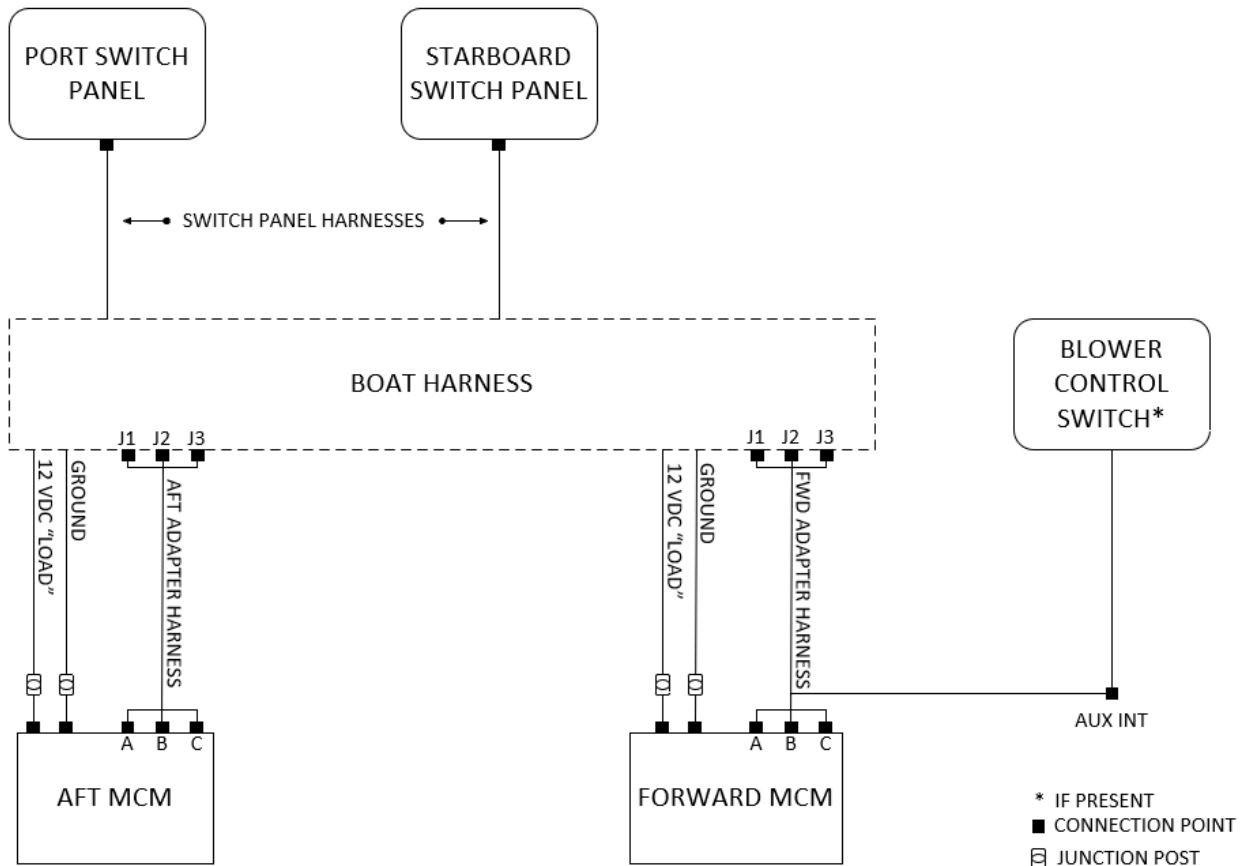 PORT SWITCH
PANEL
STARBOARD
SWITCH PANEL
SWITCH PANEL HARNESSES
BOAT HARNESS
BLOWER
CONTROL
SWITCH*
J1 J2 J3
J1 J2 J3
12 VDC “LOAD”
GROUND
AFT ADAPTER HARNESS
12 VDC “LOAD”
GROUND
FWD ADAPTER HARNESS
AUX INT
A B C
A B C
AFT MCM
FORWARD MCM
* IF PRESENT
CONNECTION POINT
JUNCTION POST